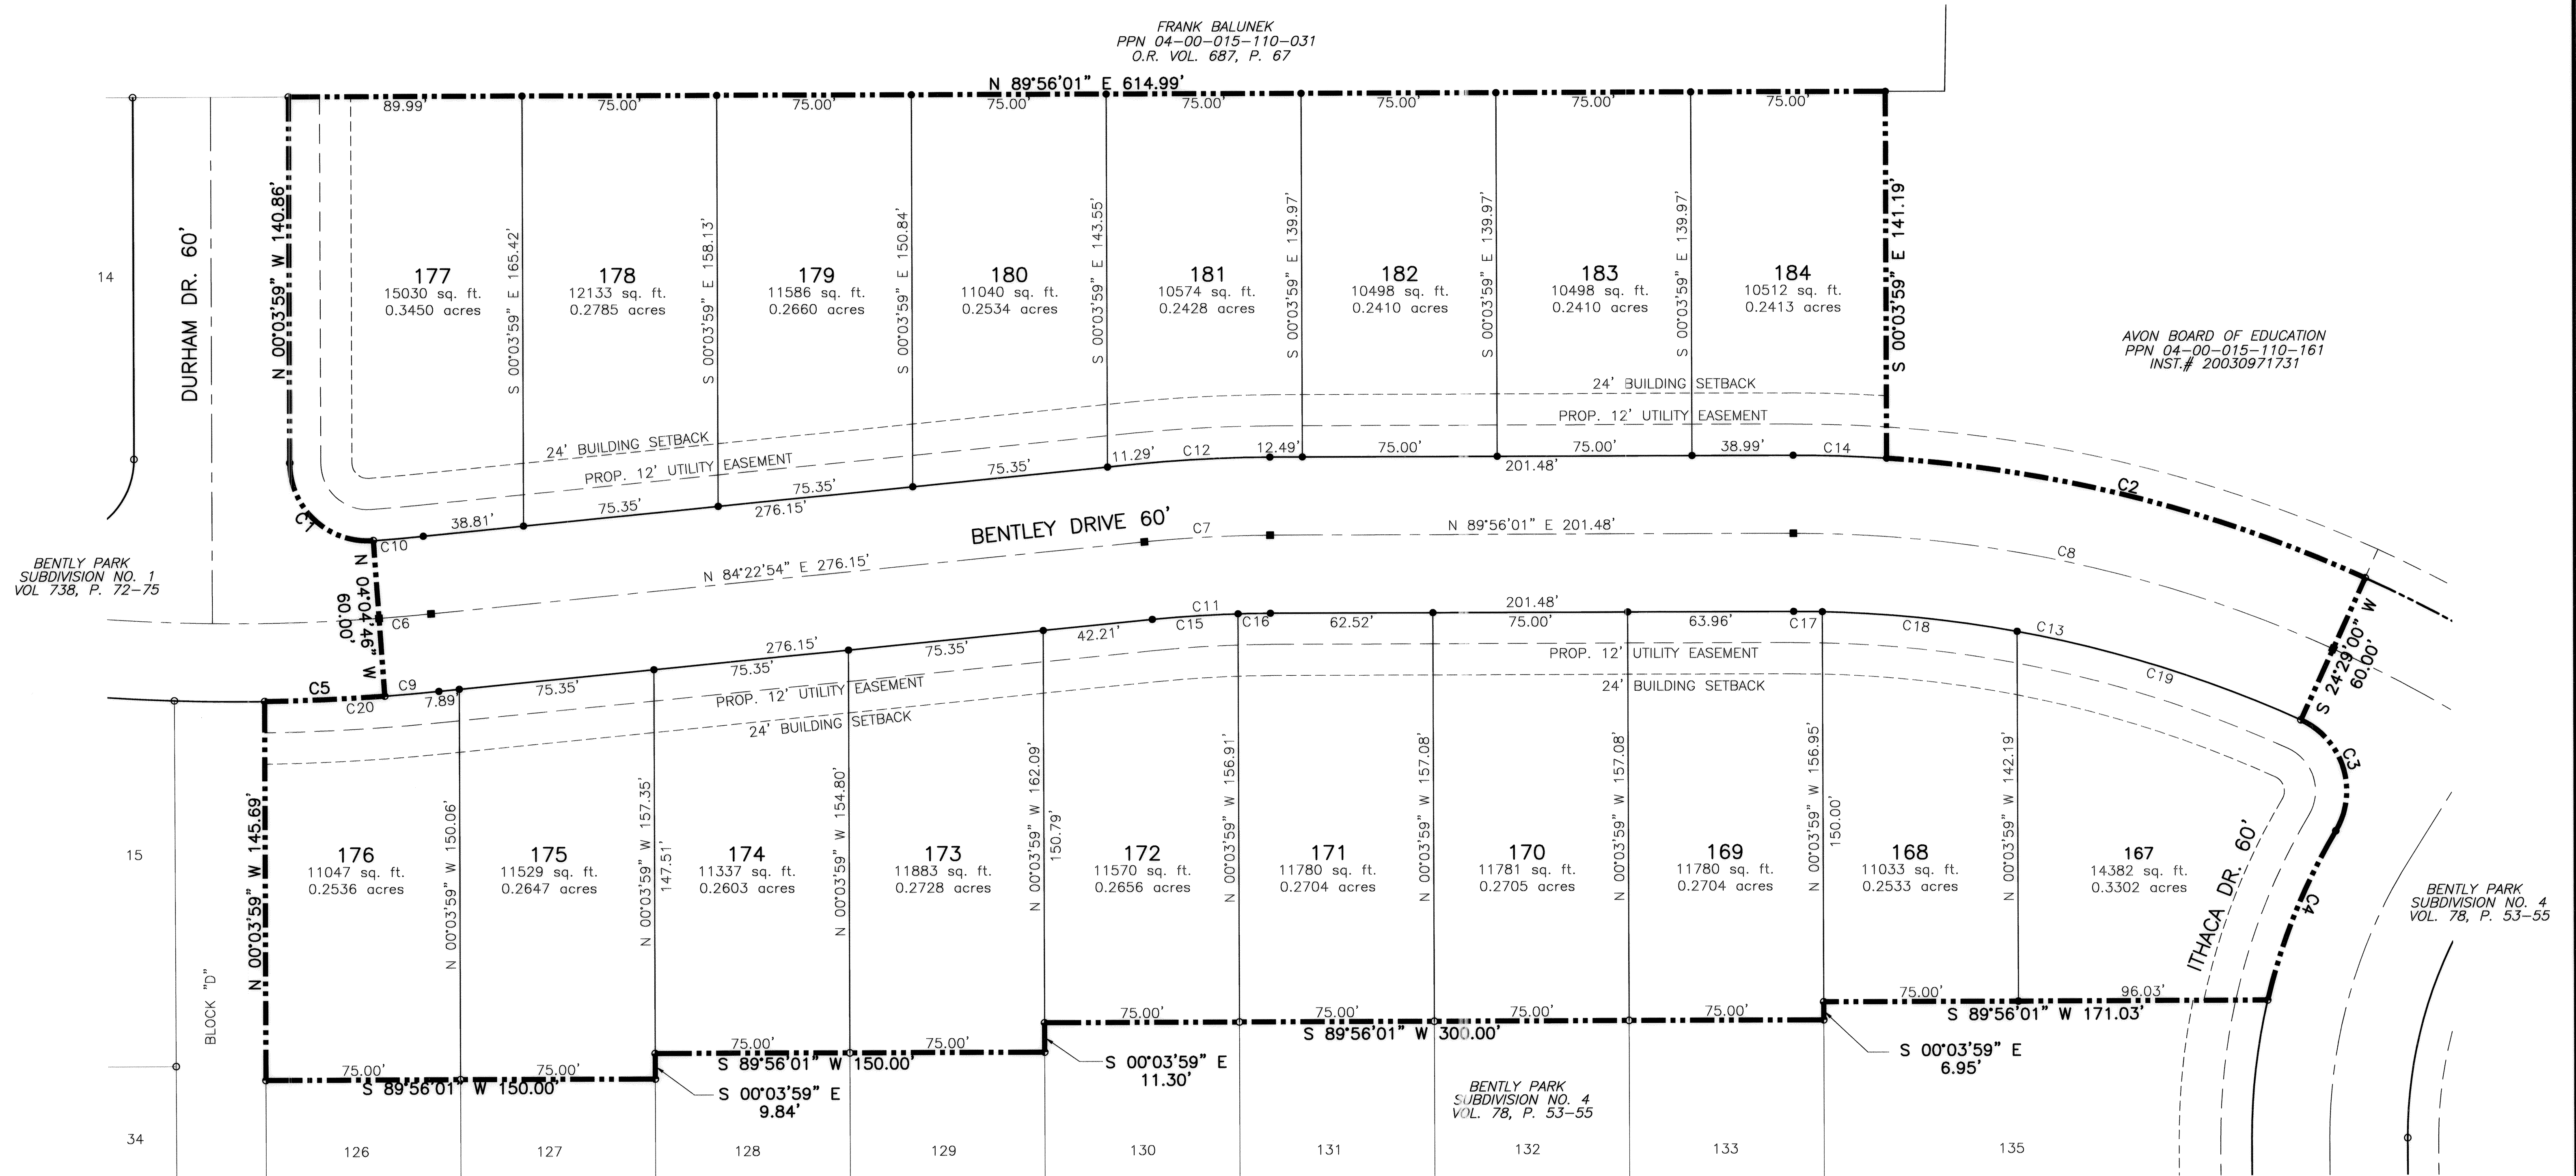 FRANK BALUNEK
PPN 04-00-015-110-031
O.R. VOL. 687, P. 67
N 89°56'01" E 614.99'
89.99'
75.00'
75.00'
75.00'
75.00'
75.00'
75.00'
75.00'
14
DURHAM DR. 60'
N 00°03'59" W 140.86'
177
15030 sq. ft.
0.3450 acres
S 00°03'59" E 165.42'
178
12133 sq. ft.
0.2785 acres
S 00°03'59" E 158.13'
179
11586 sq. ft.
0.2660 acres
S 00°03'59" E 150.84'
180
11040 sq. ft.
0.2534 acres
S 00°03'59" E 143.55'
181
10574 sq. ft.
0.2428 acres
S 00°03'59" E 139.97'
182
10498 sq. ft.
0.2410 acres
S 00°03'59" E 139.97'
183
10498 sq. ft.
0.2410 acres
S 00°03'59" E 139.97'
184
10512 sq. ft.
0.2413 acres
S 00°03'59" E 141.19'
AVON BOARD OF EDUCATION
PPN 04-00-015-110-161
INST.# 20030971731
24' BUILDING SETBACK
PROP. 12' UTILITY EASEMENT
24' BUILDING SETBACK
PROP. 12' UTILITY EASEMENT
C1
C10
38.81'
75.35'
75.35'
276.15'
75.35'
11.29'
C12
12.49'
75.00'
75.00'
201.48'
38.99'
C14
C2
BENTLEY DRIVE 60'
C7
N 89°56'01" E 201.48'
C8
N 84°22'54" E 276.15'
C6
N 04°04'46" W
60.00'
BENTLY PARK
SUBDIVISION NO. 1
VOL 738, P. 72-75
S 24°29'00" W
60.00'
C5
C20
C9
7.89'
75.35'
276.15'
75.35'
75.35'
42.21'
C11
C15
C16
62.52'
201.48'
75.00'
63.96'
C17
C18
C13
C19
C3
C4
PROP. 12' UTILITY EASEMENT
24' BUILDING SETBACK
PROP. 12' UTILITY EASEMENT
24' BUILDING SETBACK
15
BLOCK "D"
N 00°03'59" W 145.69'
176
11047 sq. ft.
0.2536 acres
N 00°03'59" W 150.06'
175
11529 sq. ft.
0.2647 acres
N 00°03'59" W 157.35'
147.51'
174
11337 sq. ft.
0.2603 acres
N 00°03'59" W 154.80'
173
11883 sq. ft.
0.2728 acres
N 00°03'59" W 162.09'
150.79'
172
11570 sq. ft.
0.2656 acres
N 00°03'59" W 156.91'
171
11780 sq. ft.
0.2704 acres
N 00°03'59" W 157.08'
170
11781 sq. ft.
0.2705 acres
N 00°03'59" W 157.08'
169
11780 sq. ft.
0.2704 acres
N 00°03'59" W 156.95'
150.00'
168
11033 sq. ft.
0.2533 acres
N 00°03'59" W 142.19'
167
14382 sq. ft.
0.3302 acres
ITHACA DR. 60'
BENTLY PARK
SUBDIVISION NO. 4
VOL. 78, P. 53-55
75.00'
96.03'
S 89°56'01" W 171.03'
75.00'
75.00'
75.00'
75.00'
S 89°56'01" W 300.00'
75.00'
S 89°56'01" W 150.00'
75.00'
75.00'
S 89°56'01" W 150.00'
S 00°03'59" E
9.84'
S 00°03'59" E
11.30'
S 00°03'59" E
6.95'
BENTLY PARK
SUBDIVISION NO. 4
VOL. 78, P. 53-55
34
126
127
128
129
130
131
132
133
135